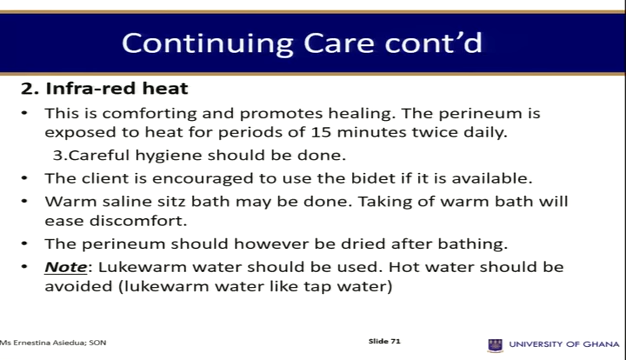 Continuing Care cont’d
2. Infra-red heat
• This is comforting and promotes healing. The perineum is
exposed to heat for periods of 15 minutes twice daily.
3.Careful hygiene should be done.
• The client is encouraged to use the bidet if it is available.
• Warm saline sitz bath may be done. Taking of warm bath will
ease discomfort.
• The perineum should however be dried after bathing.
• Note: Lukewarm water should be used. Hot water should be
avoided (lukewarm water like tap water)
Ms Ernestina Asiedua; SON
Slide 71
UNIVERSITY OF GHANA